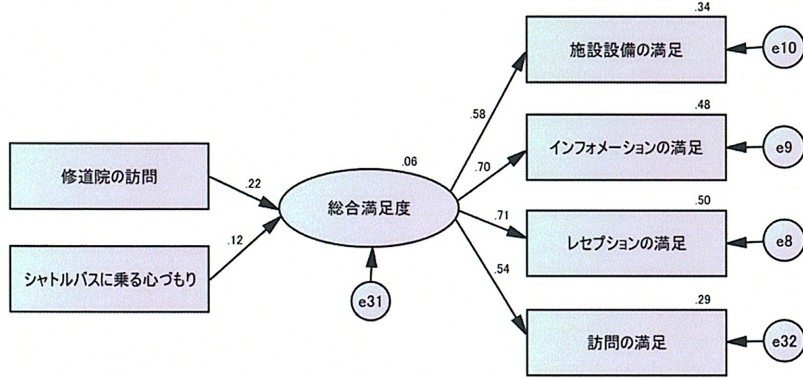 .34
施設設備の満足
e10
.58
.48
インフォメーションの満足
e9
.70
修道院の訪問
.22
.06
総合満足度
.50
レセプションの満足
e8
.71
シャトルバスに乗る心づもり
.12
e31
.54
.29
訪問の満足
e32